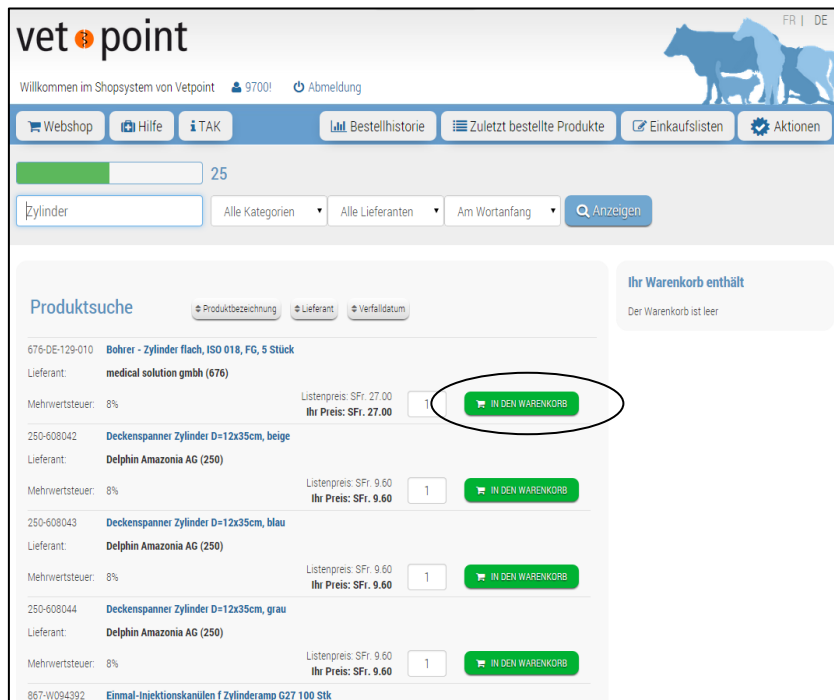 FR | DE
vet point
Willkommen im Shopsystem von Vetpoint 9700! Abmeldung
Webshop Hilfe TAK Bestellhistorie Zuletzt bestellte Produkte Einkaufslisten Aktionen
25
Zylinder Alle Kategorien Alle Lieferanten Am Wortanfang Anzeigen
Ihr Warenkorb enthält
Der Warenkorb ist leer
Produktsuche Produktbezeichnung Lieferant Verfalldatum
676-DE-129-010 Bohrer - Zylinder flach, ISO 018, FG, 5 Stück
Lieferant: medical solution gmbh (676)
Mehrwertsteuer: 8% Listenpreis: SFr. 27.00 1 IN DEN WARENKORB
Ihr Preis: SFr. 27.00
250-608042 Deckenspanner Zylinder D=12x35cm, beige
Lieferant: Delphin Amazonia AG (250)
Mehrwertsteuer: 8% Listenpreis: SFr. 9.60 1 IN DEN WARENKORB
Ihr Preis: SFr. 9.60
250-608043 Deckenspanner Zylinder D=12x35cm, blau
Lieferant: Delphin Amazonia AG (250)
Mehrwertsteuer: 8% Listenpreis: SFr. 9.60 1 IN DEN WARENKORB
Ihr Preis: SFr. 9.60
250-608044 Deckenspanner Zylinder D=12x35cm, grau
Lieferant: Delphin Amazonia AG (250)
Mehrwertsteuer: 8% Listenpreis: SFr. 9.60 1 IN DEN WARENKORB
Ihr Preis: SFr. 9.60
867-W094392 Einmal-Injektionskanülen f Zylinderamp G27 100 Stk